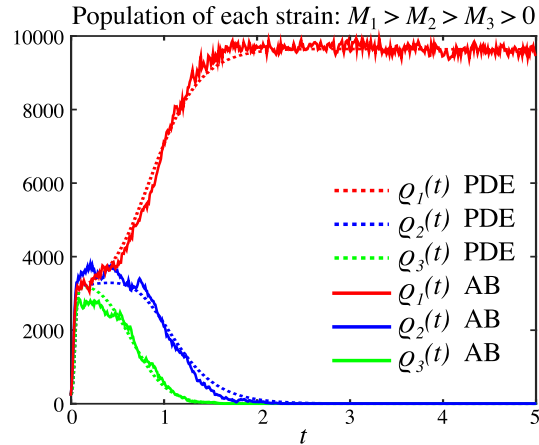 Population of each strain: M₁ > M₂ > M₃ > 0
10000
8000
6000
4000
2000
0
0 1 2 3 4 5
t
ϱ₁(t) PDE
ϱ₂(t) PDE
ϱ₃(t) PDE
ϱ₁(t) AB
ϱ₂(t) AB
ϱ₃(t) AB